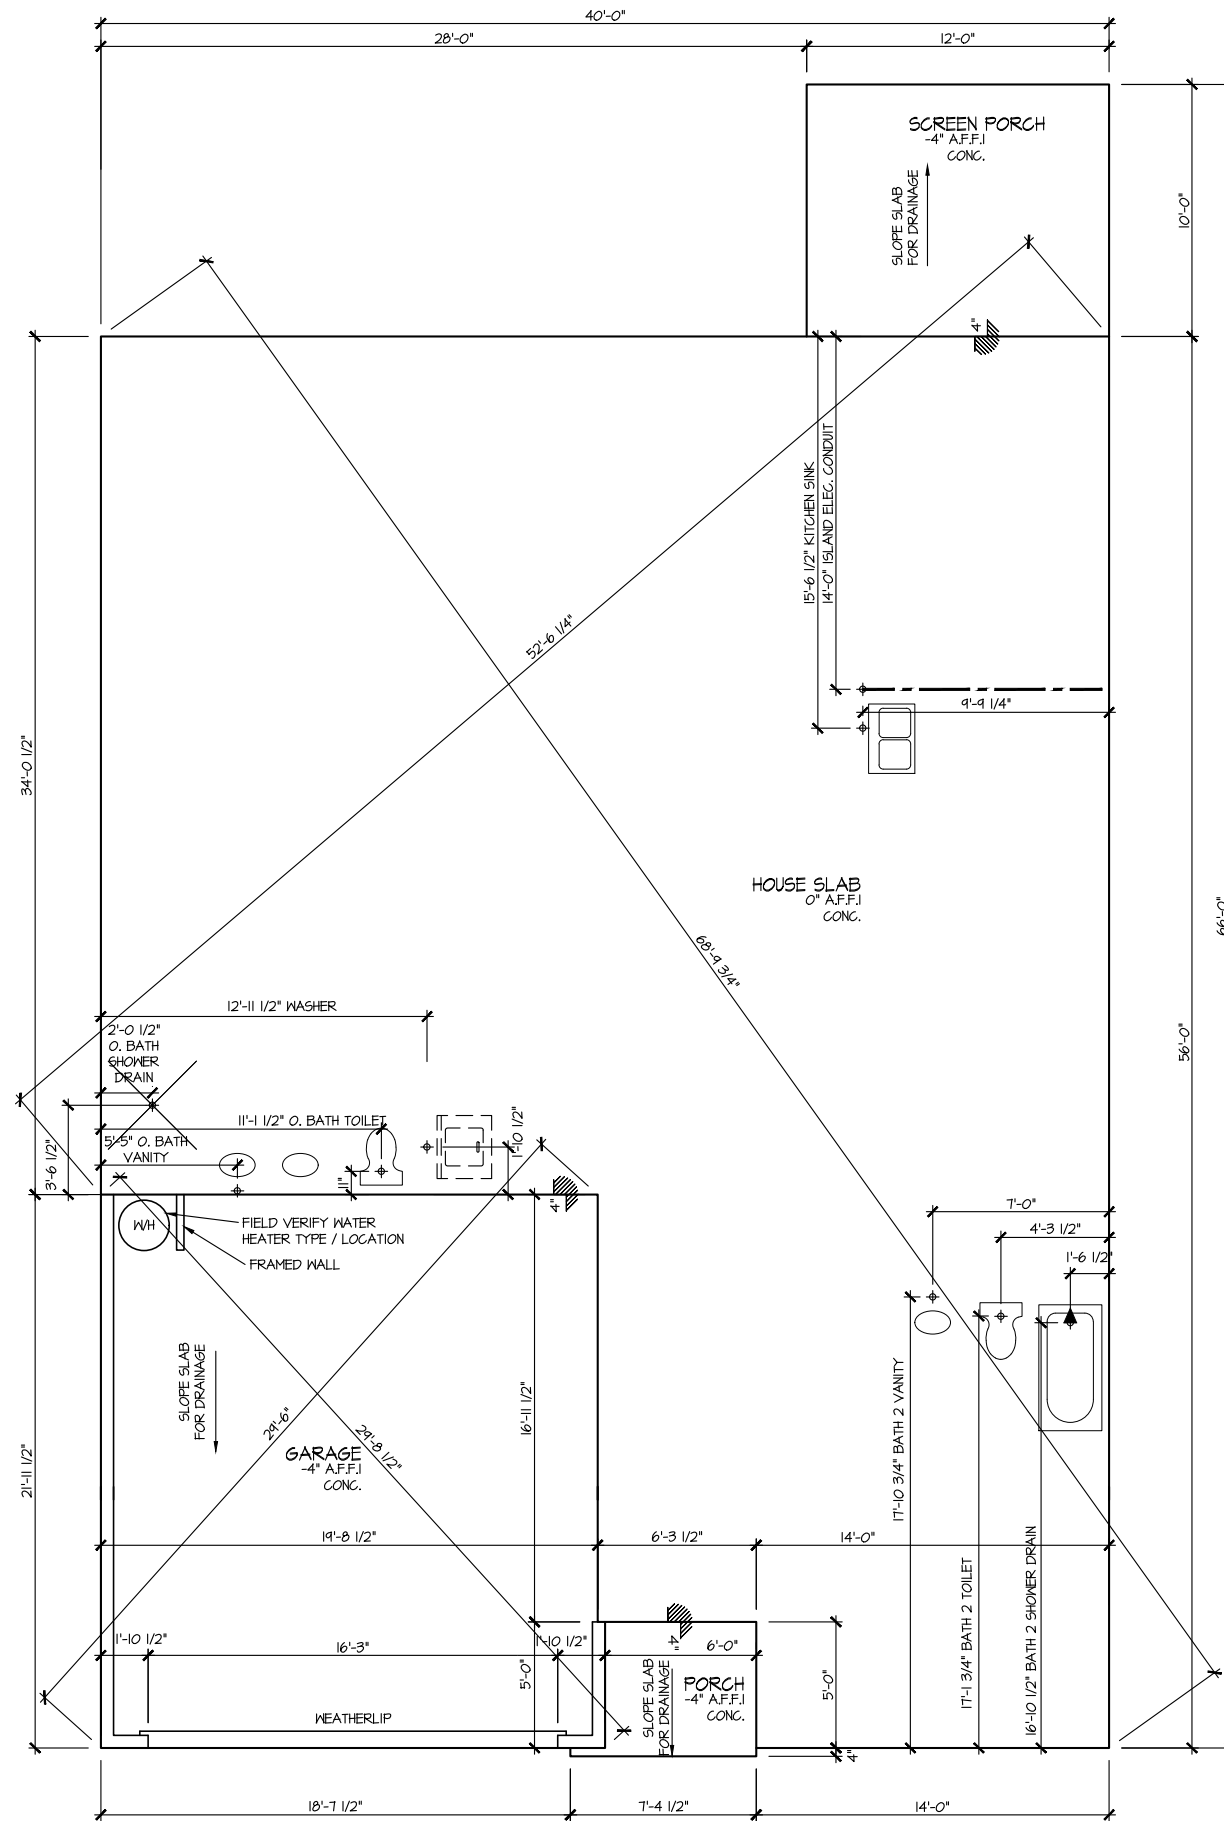 40'-0"
28'-0"
12'-0"
SCREEN PORCH
-4" A.F.F.I
CONC.
SLOPE SLAB
FOR DRAINAGE
10'-0"
4"
15'-6 1/2" KITCHEN SINK
14'-0" ISLAND ELEC. CONDUIT
52'-6 1/4"
9'-9 1/4"
34'-0 1/2"
HOUSE SLAB
0" A.F.F.I
CONC.
66'-0"
68'-9 3/4"
56'-0"
12'-11 1/2" WASHER
2'-0 1/2"
O. BATH
SHOWER
DRAIN
11'-1 1/2" O. BATH TOILET
5'-5" O. BATH
VANITY
1'-10 1/2"
3'-6 1/2"
11"
4"
W/H
FIELD VERIFY WATER
HEATER TYPE / LOCATION
FRAMED WALL
7'-0"
4'-3 1/2"
1'-6 1/2"
SLOPE SLAB
FOR DRAINAGE
29'-6"
29'-8 1/2"
GARAGE
-4" A.F.F.I
CONC.
16'-11 1/2"
17'-10 3/4" BATH 2 VANITY
21'-11 1/2"
19'-8 1/2"
6'-3 1/2"
14'-0"
17'-1 3/4" BATH 2 TOILET
16'-10 1/2" BATH 2 SHOWER DRAIN
1'-10 1/2"
16'-3"
1'-10 1/2"
4"
6'-0"
5'-0"
SLOPE SLAB
FOR DRAINAGE
PORCH
-4" A.F.F.I
CONC.
5'-0"
WEATHERLIP
4"
18'-7 1/2"
7'-4 1/2"
14'-0"